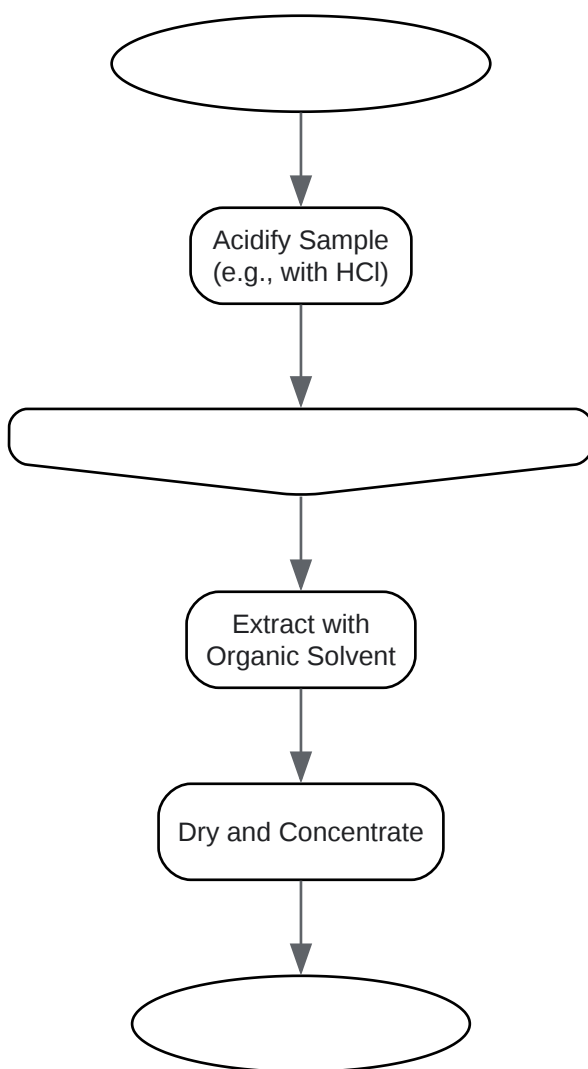 Acidify Sample
(e.g., with HCl)
Extract with
Organic Solvent
Dry and Concentrate